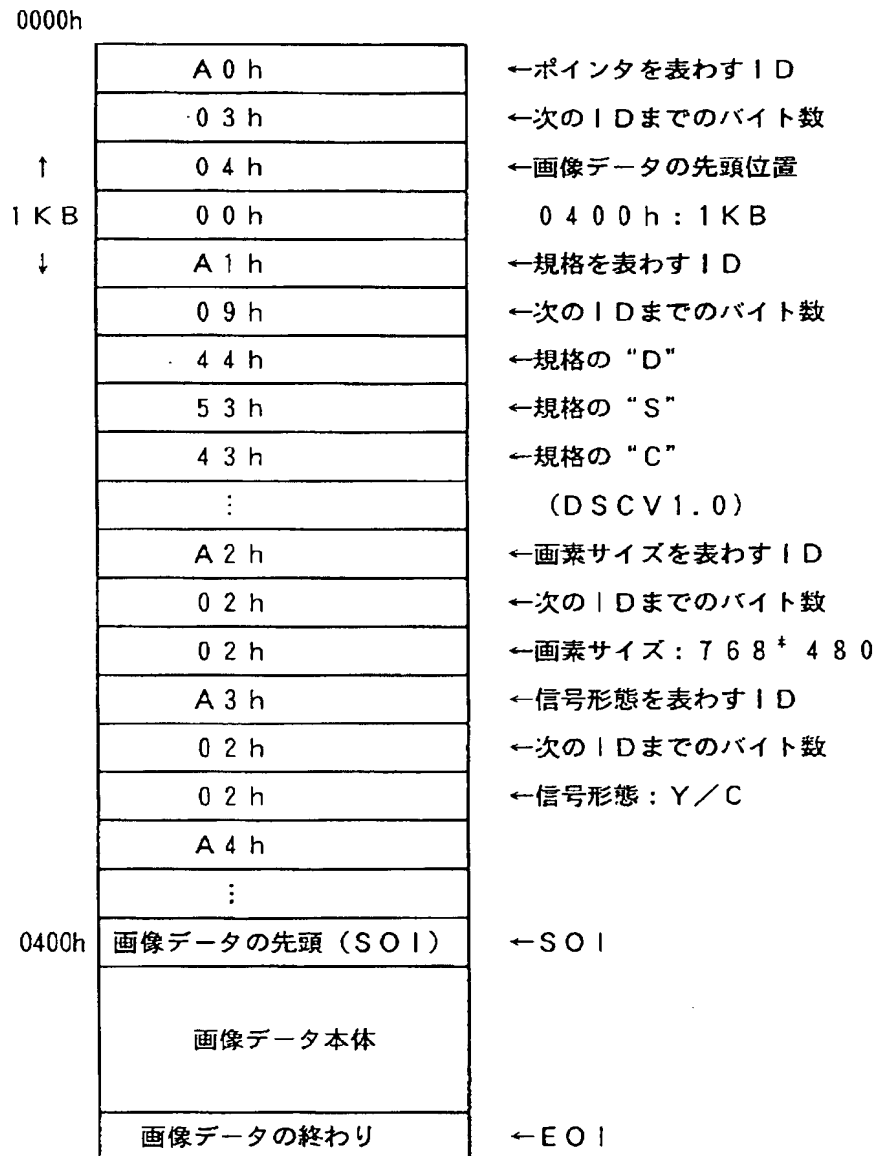 0000h
A0h ←ポインタを表わすID
03h ←次のIDまでのバイト数
↑ 04h ←画像データの先頭位置
1KB 00h 0400h:1KB
↓ A1h ←規格を表わすID
09h ←次のIDまでのバイト数
44h ←規格の“D”
53h ←規格の“S”
43h ←規格の“C”
⋮ (DSCV1.0)
A2h ←画素サイズを表わすID
02h ←次のIDまでのバイト数
02h ←画素サイズ:768*480
A3h ←信号形態を表わすID
02h ←次のIDまでのバイト数
02h ←信号形態:Y/C
A4h
⋮
0400h 画像データの先頭(SOI) ←SOI
画像データ本体
画像データの終わり ←EOI